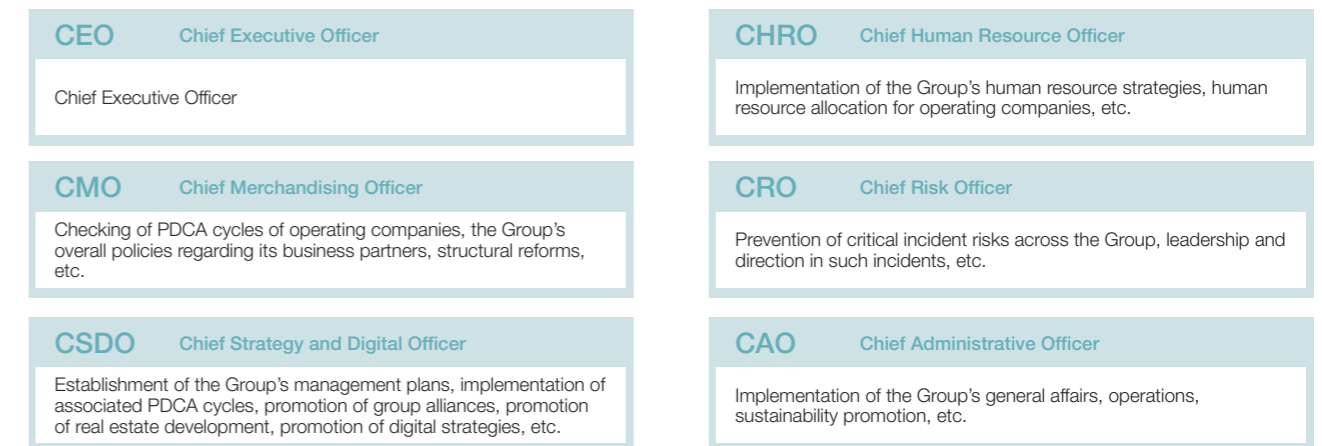 CEO Chief Executive Officer
Chief Executive Officer
CMO Chief Merchandising Officer
Checking of PDCA cycles of operating companies, the Group’s
overall policies regarding its business partners, structural reforms,
etc.
CSDO Chief Strategy and Digital Officer
Establishment of the Group’s management plans, implementation of
associated PDCA cycles, promotion of group alliances, promotion
of real estate development, promotion of digital strategies, etc.
CHRO Chief Human Resource Officer
Implementation of the Group’s human resource strategies, human
resource allocation for operating companies, etc.
CRO Chief Risk Officer
Prevention of critical incident risks across the Group, leadership and
direction in such incidents, etc.
CAO Chief Administrative Officer
Implementation of the Group’s general affairs, operations,
sustainability promotion, etc.